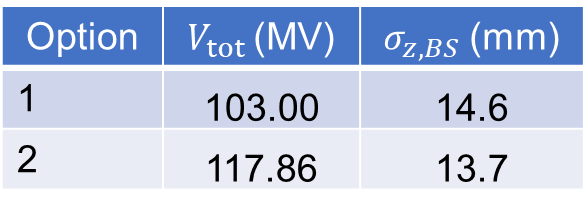 Option V_tot (MV) σ_z,BS (mm)
1 103.00 14.6
2 117.86 13.7